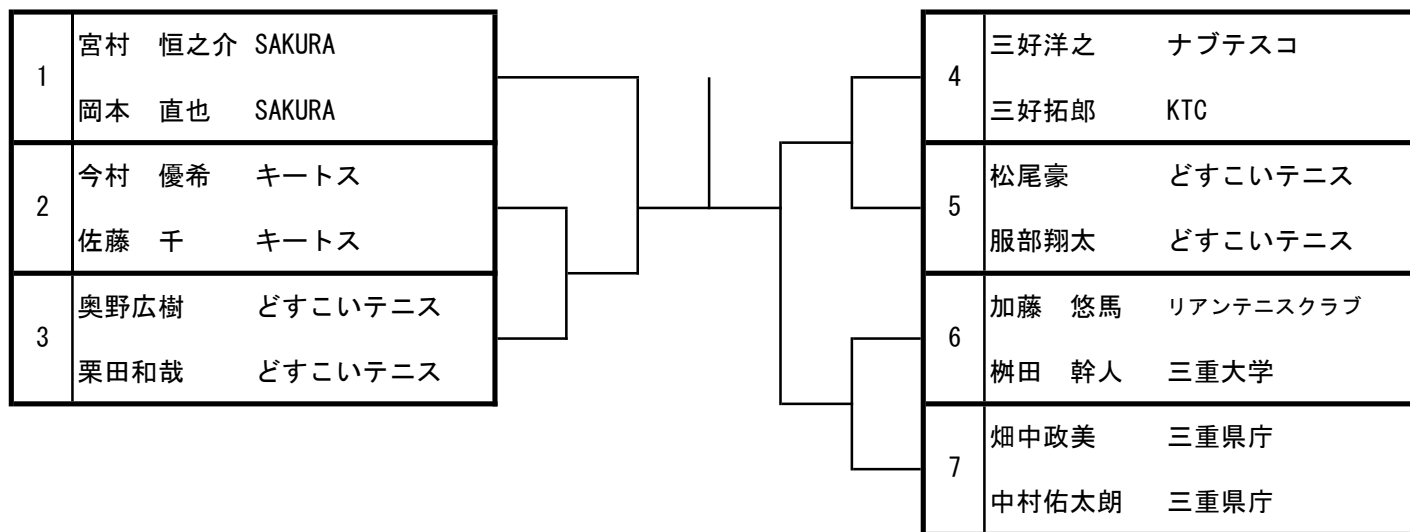 1
宮村　恒之介 SAKURA
岡本　直也 SAKURA
2
今村　優希 キートス
佐藤　千 キートス
3
奥野広樹 どすこいテニス
栗田和哉 どすこいテニス
4
三好洋之 ナブテスコ
三好拓郎 KTC
5
松尾豪 どすこいテニス
服部翔太 どすこいテニス
6
加藤　悠馬 リアンテニスクラブ
桝田　幹人 三重大学
7
畑中政美 三重県庁
中村佑太朗 三重県庁